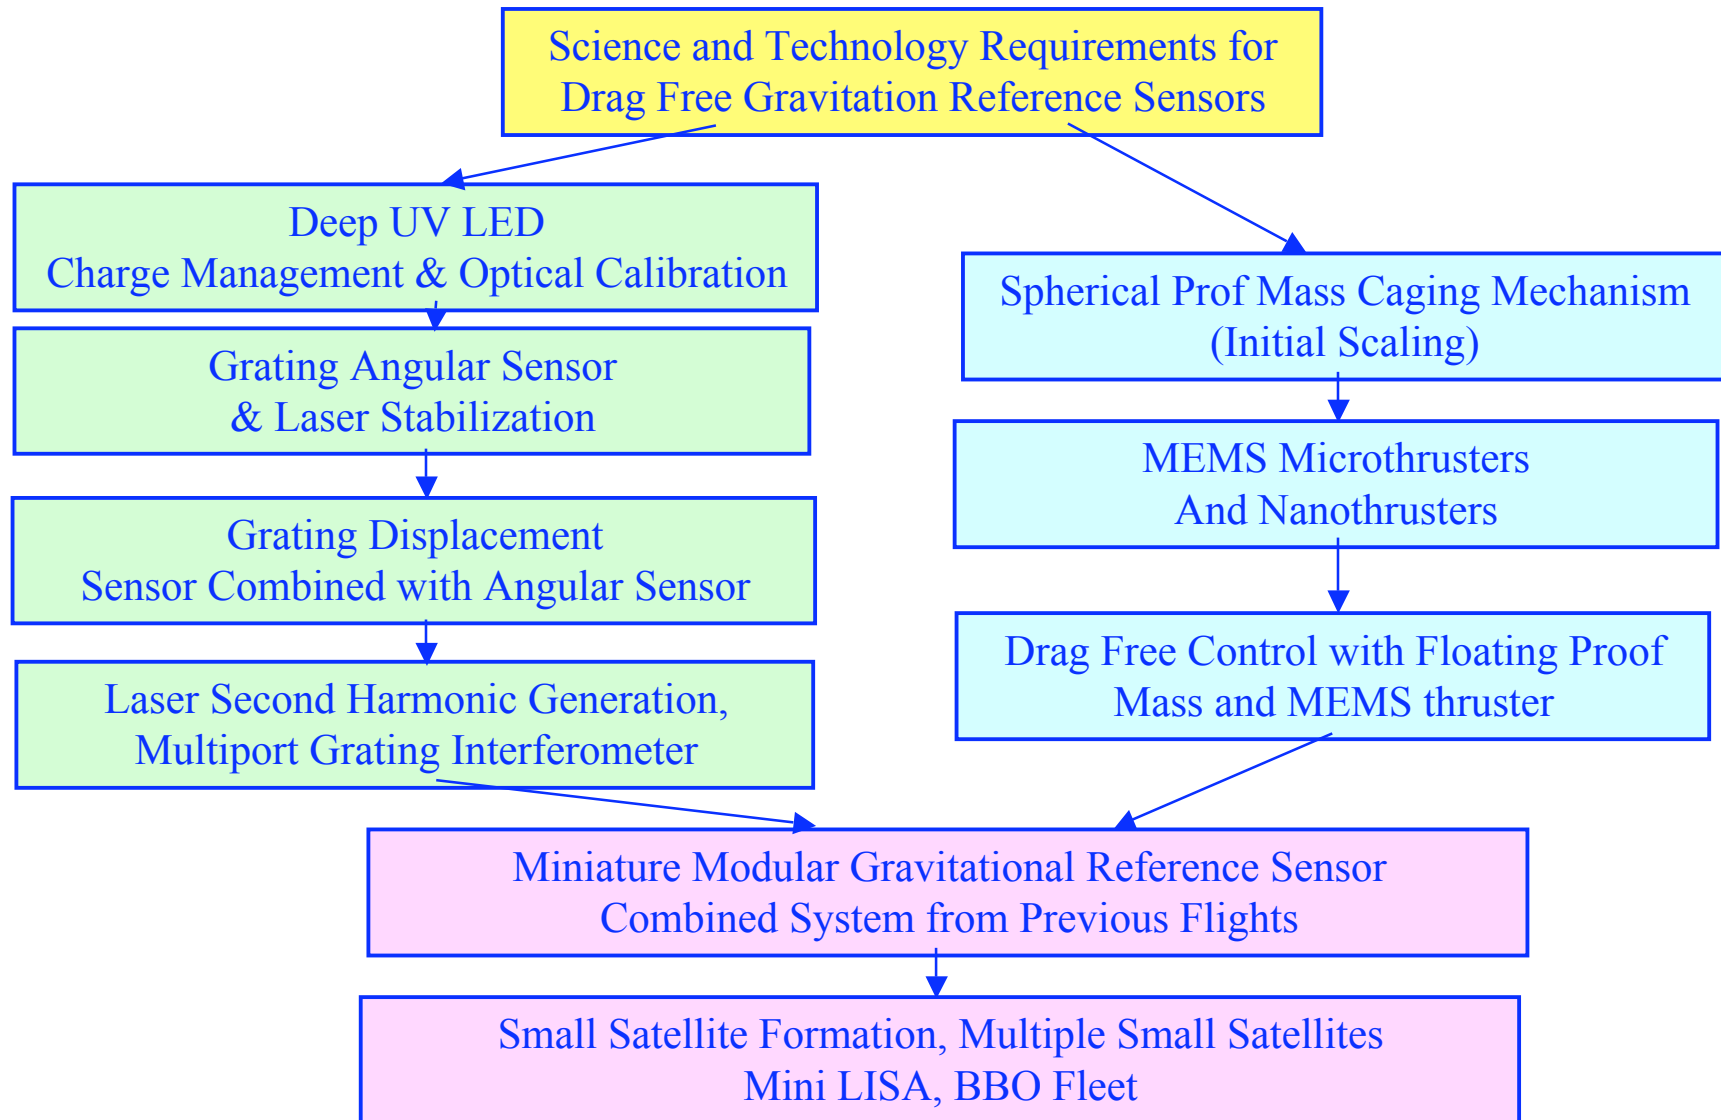 Science and Technology Requirements for
Drag Free Gravitation Reference Sensors
Deep UV LED
Charge Management & Optical Calibration
Grating Angular Sensor
& Laser Stabilization
Grating Displacement
Sensor Combined with Angular Sensor
Laser Second Harmonic Generation,
Multiport Grating Interferometer
Spherical Prof Mass Caging Mechanism
(Initial Scaling)
MEMS Microthrusters
And Nanothrusters
Drag Free Control with Floating Proof
Mass and MEMS thruster
Miniature Modular Gravitational Reference Sensor
Combined System from Previous Flights
Small Satellite Formation, Multiple Small Satellites
Mini LISA, BBO Fleet